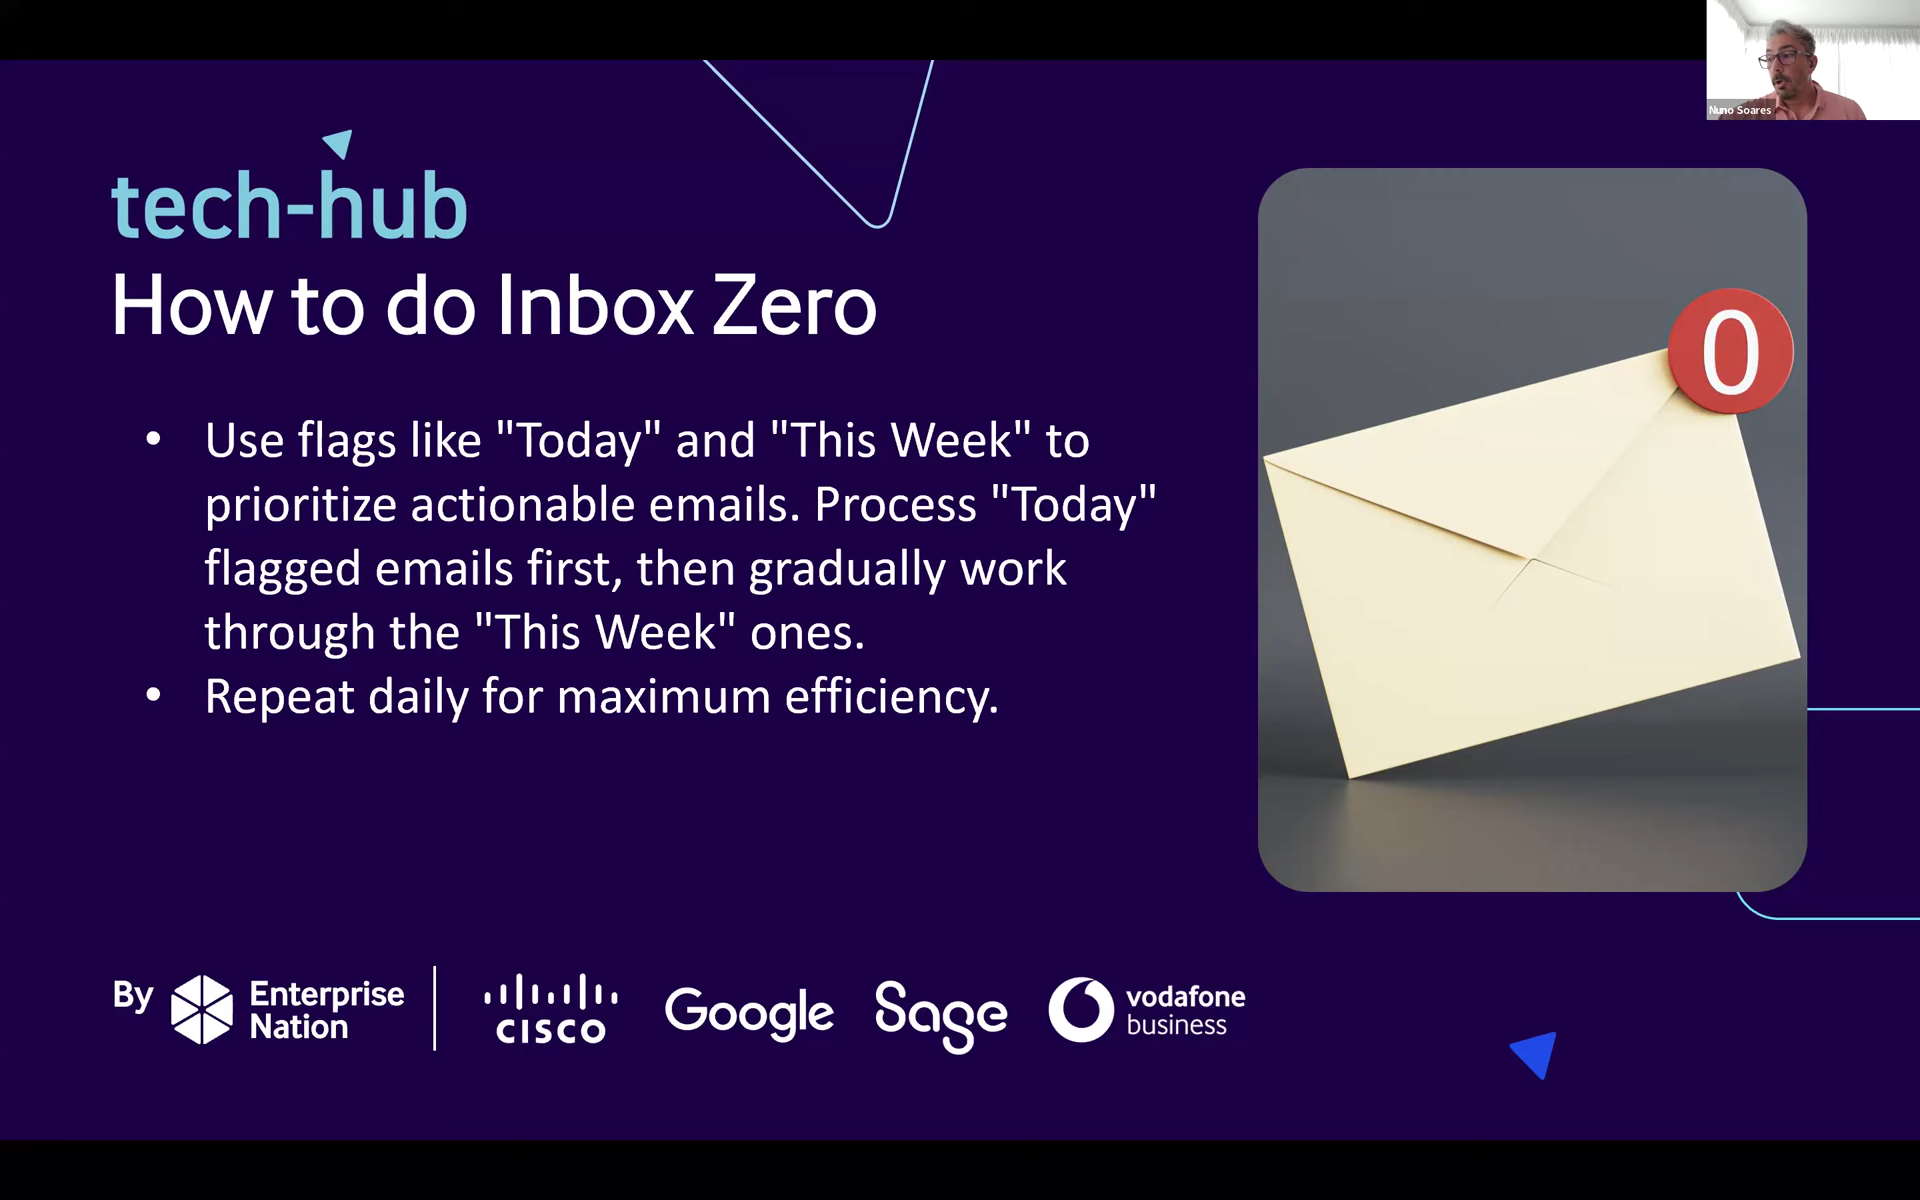 Nuno Soares
tech-hub
How to do Inbox Zero
• Use flags like "Today" and "This Week" to
prioritize actionable emails. Process "Today"
flagged emails first, then gradually work
through the "This Week" ones.
• Repeat daily for maximum efficiency.
0
By Enterprise Nation
cisco
Google
Sage
vodafone
business